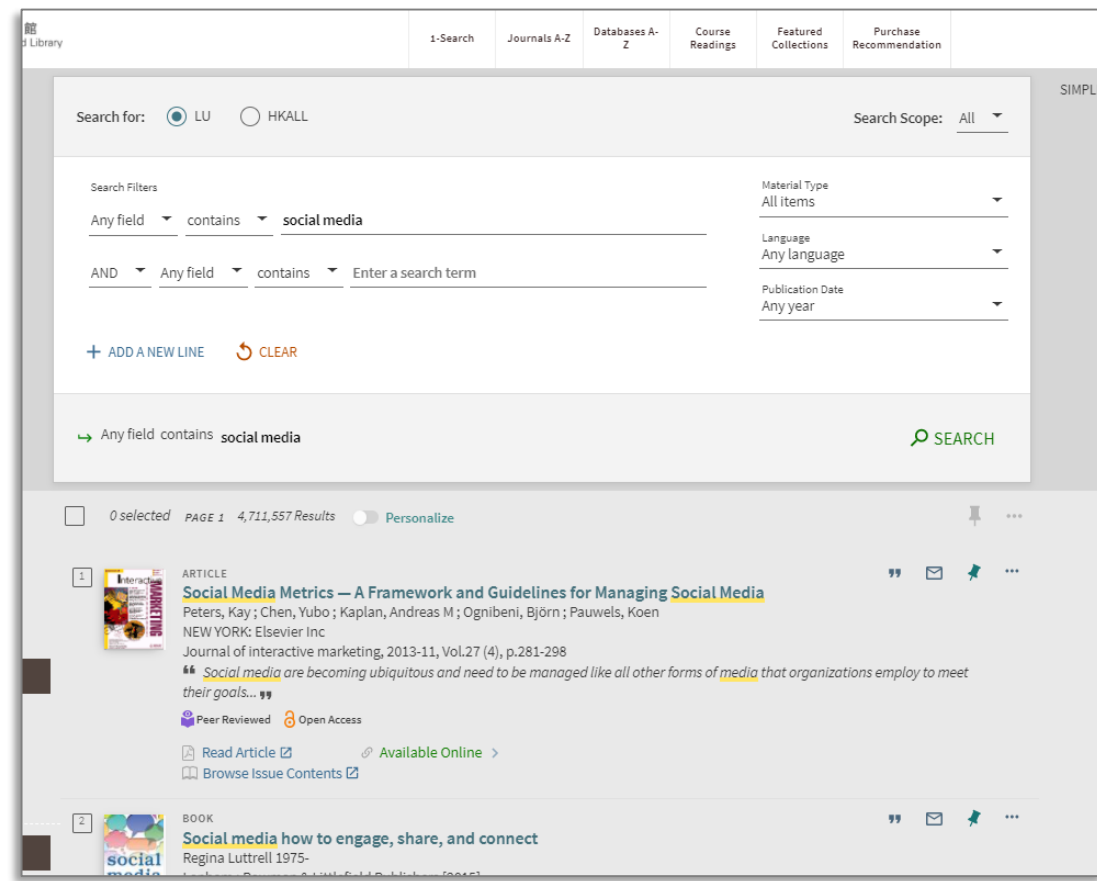 館
d Library
1-Search
Journals A-Z
Databases A-
Z
Course
Readings
Featured
Collections
Purchase
Recommendation
SIMPL
Search for: LU HKALL
Search Scope: All
Search Filters
Any field contains social media
AND Any field contains Enter a search term
Material Type
All items
Language
Any language
Publication Date
Any year
+ ADD A NEW LINE CLEAR
Any field contains social media
SEARCH
0 selected PAGE 1 4,711,557 Results Personalize
1
Interactive
MARKETING
ARTICLE
Social Media Metrics — A Framework and Guidelines for Managing Social Media
Peters, Kay ; Chen, Yubo ; Kaplan, Andreas M ; Ognibeni, Björn ; Pauwels, Koen
NEW YORK: Elsevier Inc
Journal of interactive marketing, 2013-11, Vol.27 (4), p.281-298
❝ Social media are becoming ubiquitous and need to be managed like all other forms of media that organizations employ to meet
their goals... ❞
Peer Reviewed Open Access
Read Article Available Online >
Browse Issue Contents
2
social
media
BOOK
Social media how to engage, share, and connect
Regina Luttrell 1975-